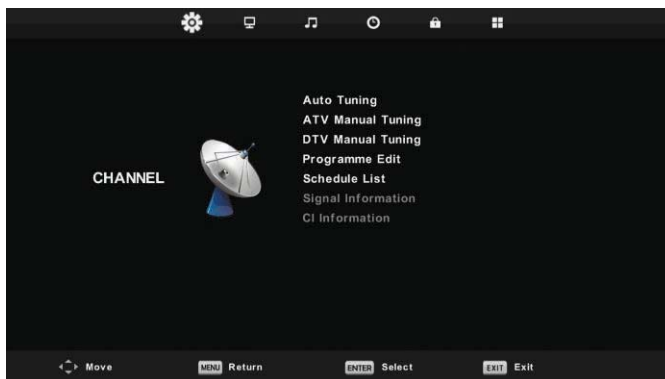 Auto Tuning
ATV Manual Tuning
DTV Manual Tuning
Programme Edit
CHANNEL
Schedule List
Signal Information
CI Information
Move MENU Return ENTER Select EXIT Exit